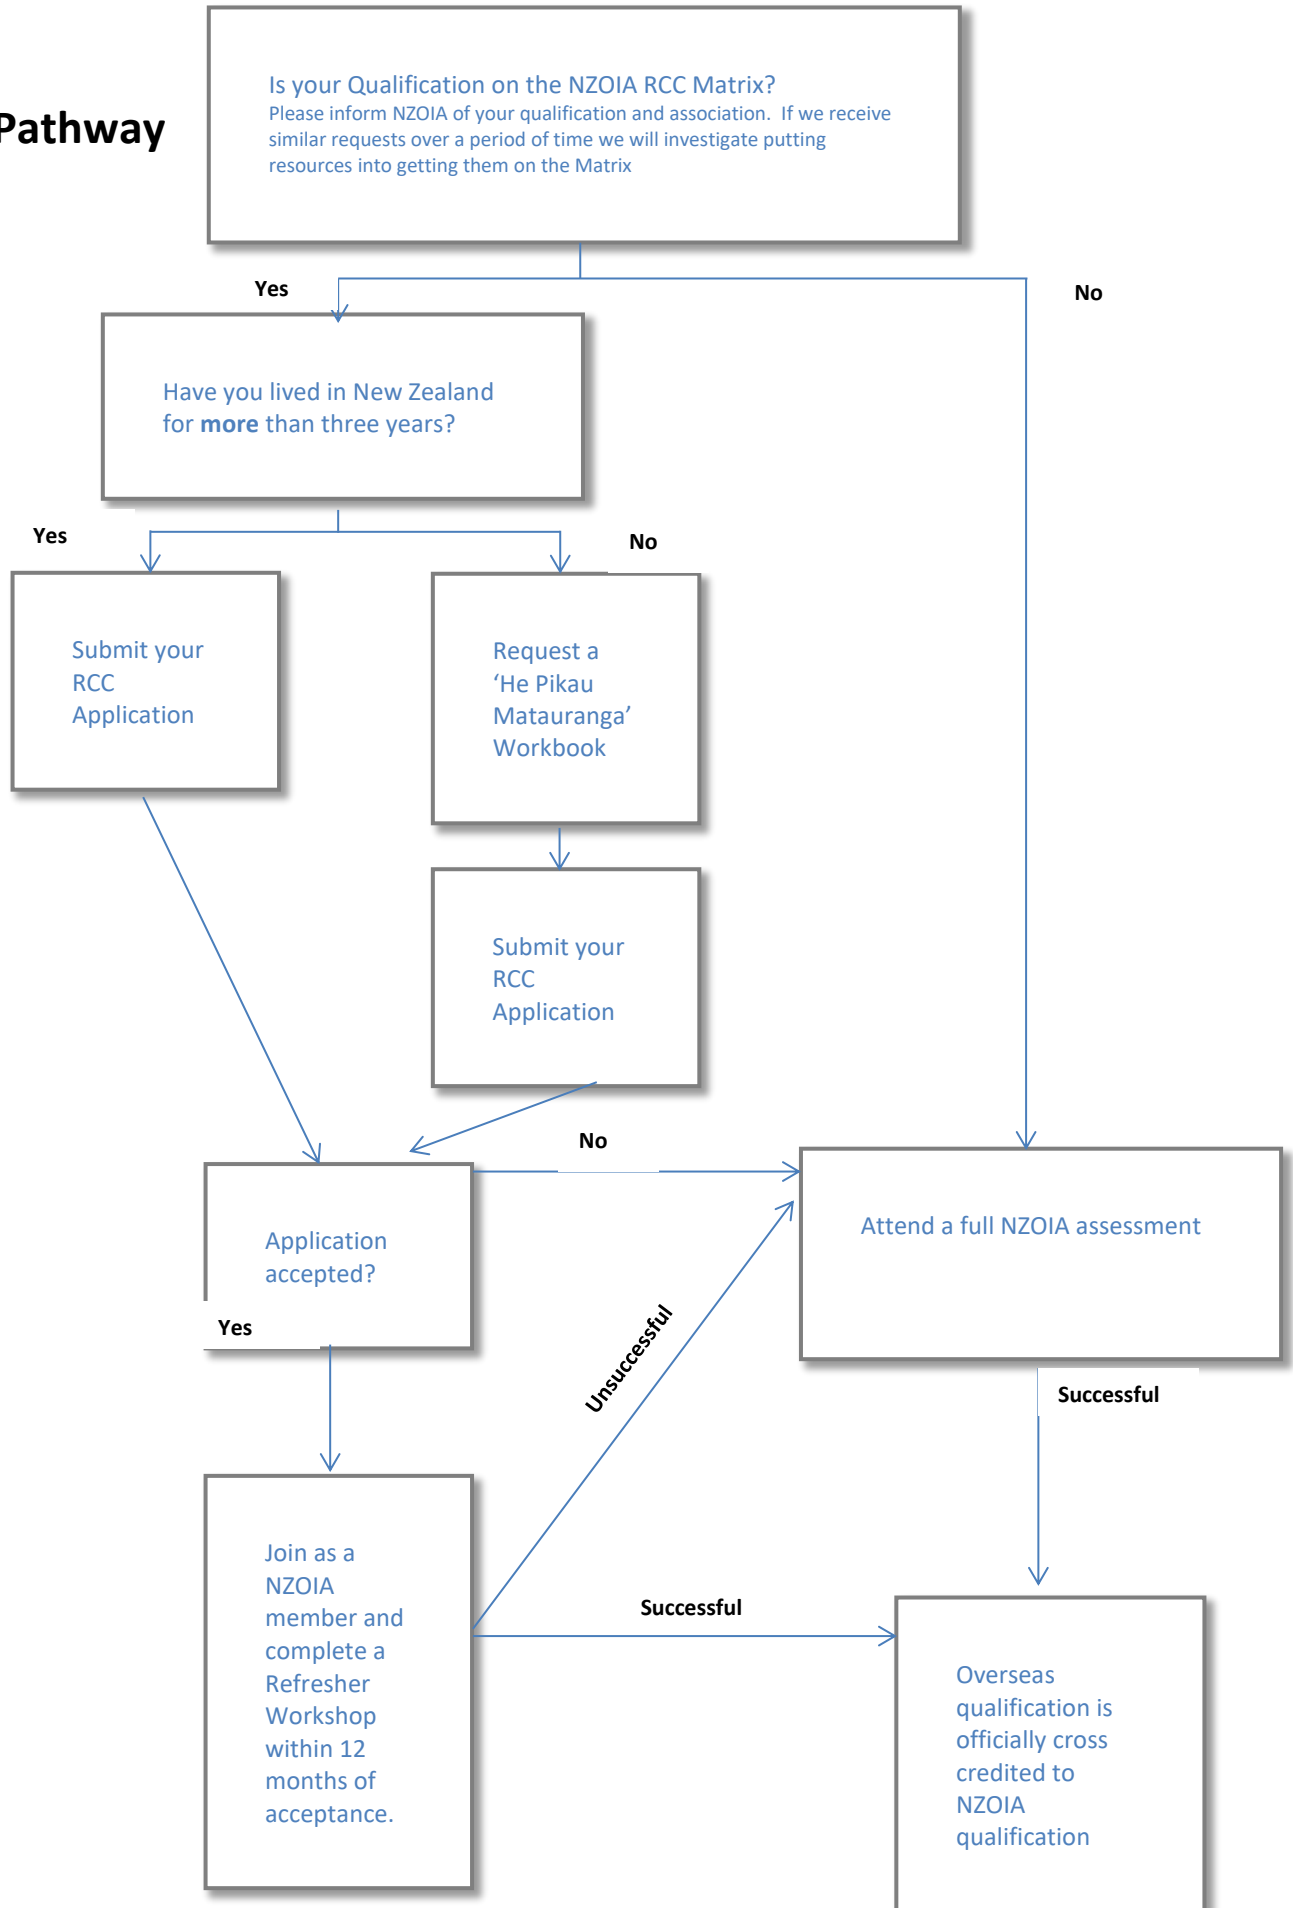 Pathway
Is your Qualification on the NZOIA RCC Matrix?
Please inform NZOIA of your qualification and association.  If we receive
similar requests over a period of time we will investigate putting
resources into getting them on the Matrix
Yes
No
Have you lived in New Zealand
for more than three years?
Yes
No
Submit your
RCC
Application
Request a
‘He Pikau
Matauranga’
Workbook
Submit your
RCC
Application
No
Application
accepted?
Attend a full NZOIA assessment
Yes
Unsuccessful
Successful
Join as a
NZOIA
member and
complete a
Refresher
Workshop
within 12
months of
acceptance.
Successful
Overseas
qualification is
officially cross
credited to
NZOIA
qualification